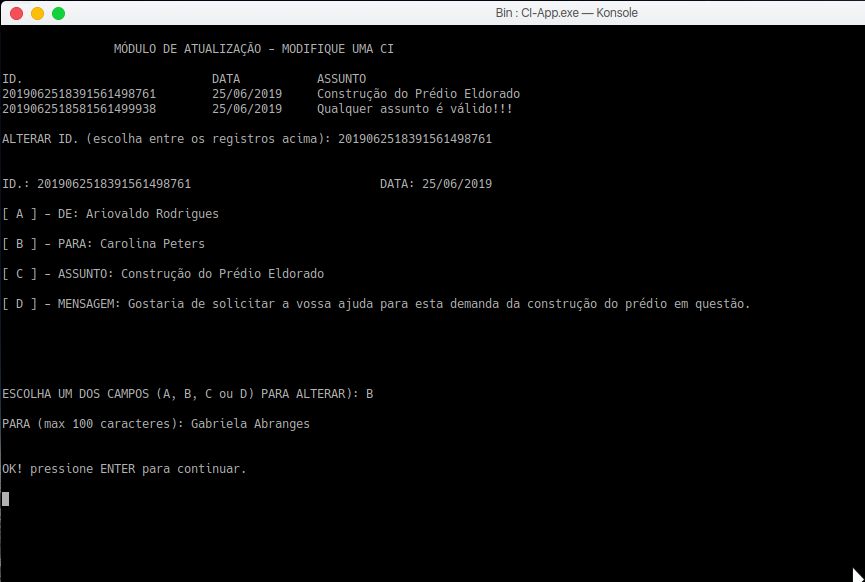 Bin : CI-App.exe — Konsole
MÓDULO DE ATUALIZAÇÃO - MODIFIQUE UMA CI
ID. DATA ASSUNTO
2019062518391561498761 25/06/2019 Construção do Prédio Eldorado
2019062518581561499938 25/06/2019 Qualquer assunto é válido!!!
ALTERAR ID. (escolha entre os registros acima): 2019062518391561498761
ID.: 2019062518391561498761 DATA: 25/06/2019
[ A ] - DE: Ariovaldo Rodrigues
[ B ] - PARA: Carolina Peters
[ C ] - ASSUNTO: Construção do Prédio Eldorado
[ D ] - MENSAGEM: Gostaria de solicitar a vossa ajuda para esta demanda da construção do prédio em questão.
ESCOLHA UM DOS CAMPOS (A, B, C ou D) PARA ALTERAR): B
PARA (max 100 caracteres): Gabriela Abranges
OK! pressione ENTER para continuar.